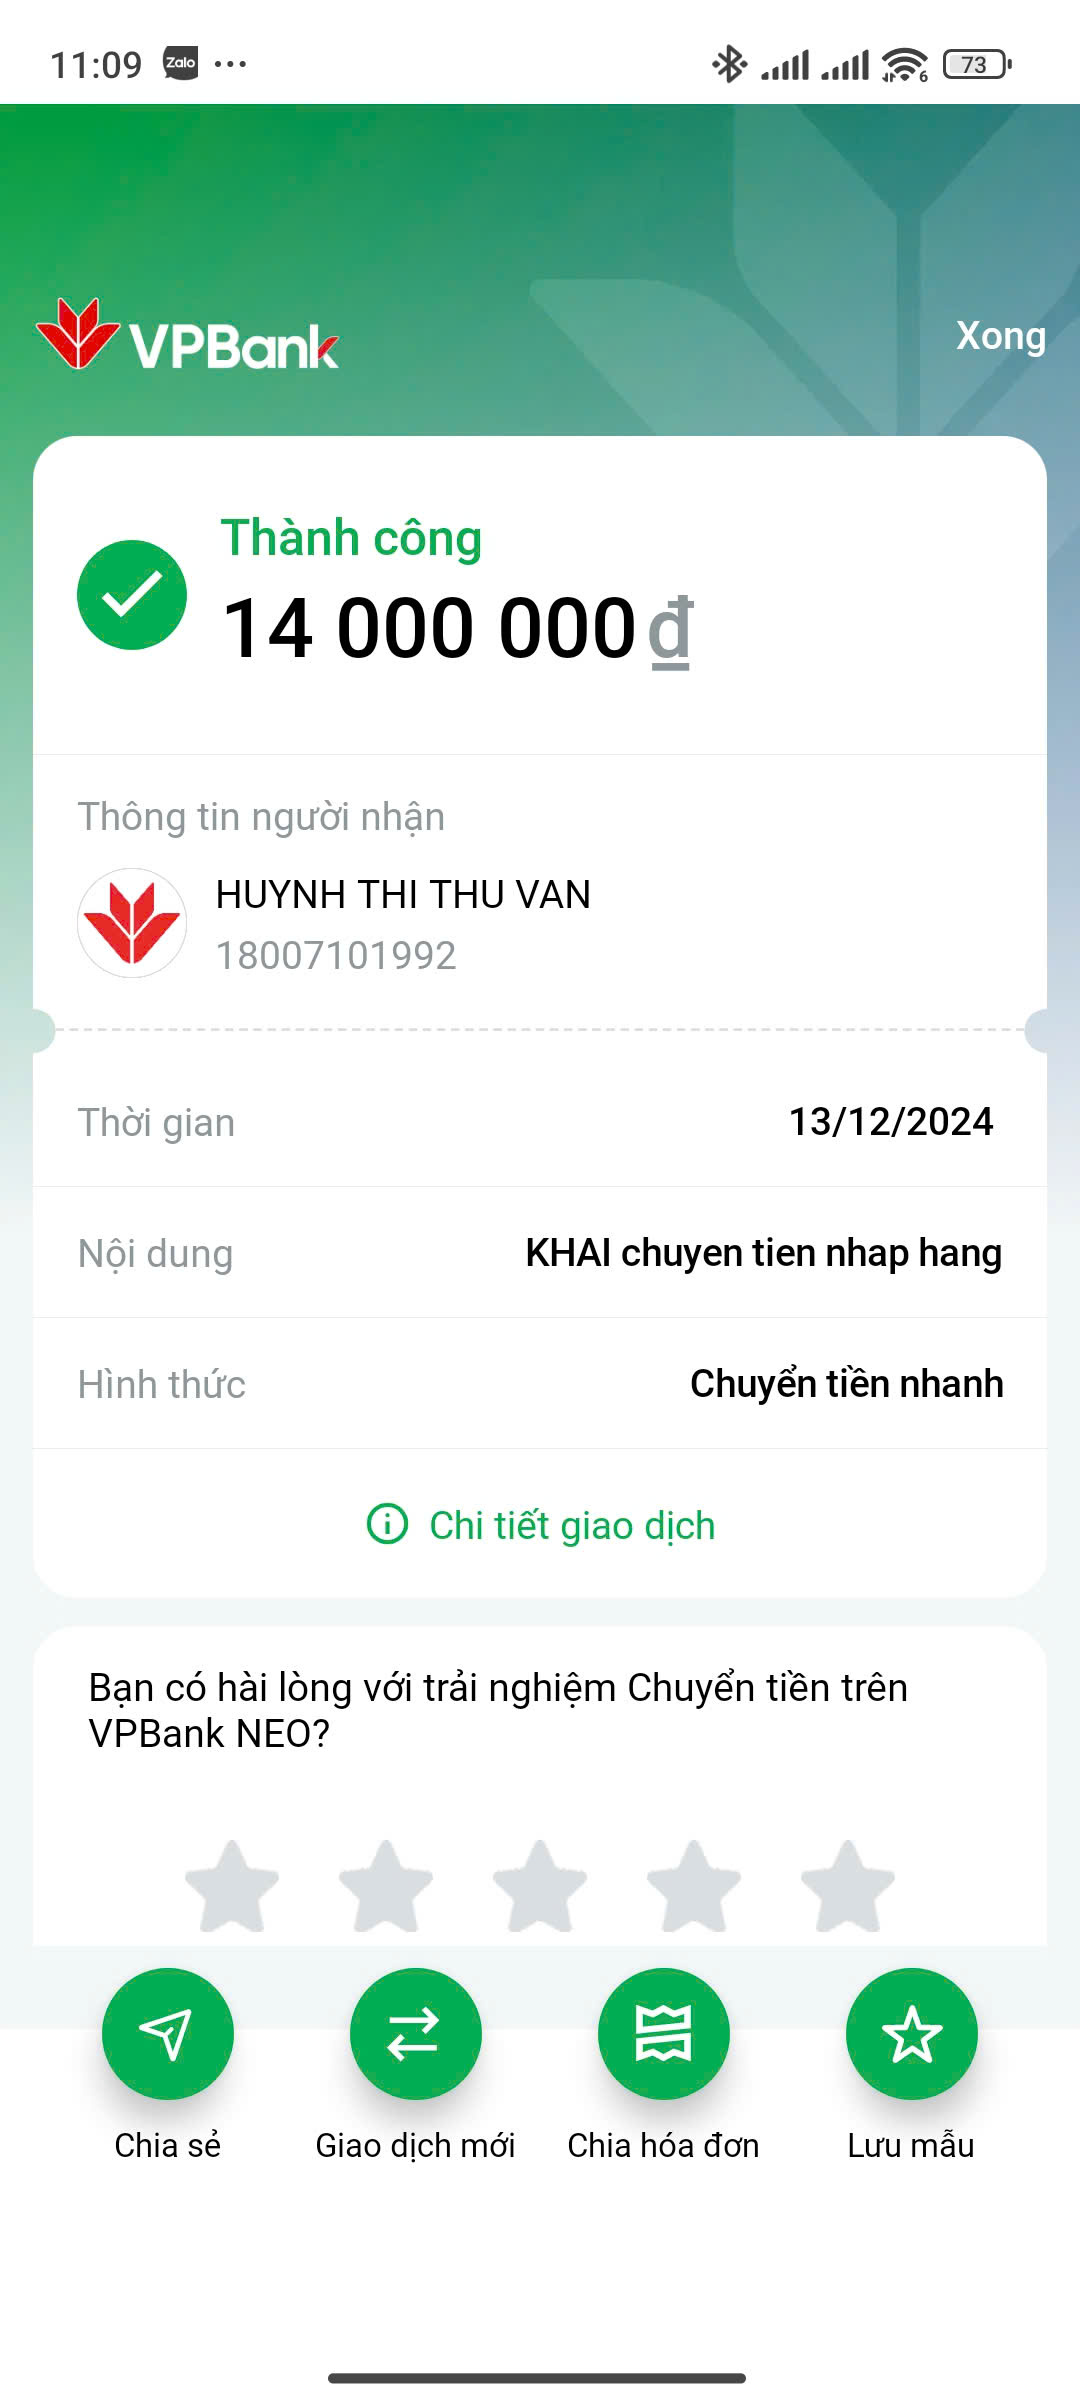 11:09 Zalo ... 6 73
VPBank
Xong
Thành công
14 000 000 đ
Thông tin người nhận
HUYNH THI THU VAN
18007101992
Thời gian 13/12/2024
Nội dung KHAI chuyen tien nhap hang
Hình thức Chuyển tiền nhanh
Chi tiết giao dịch
Bạn có hài lòng với trải nghiệm Chuyển tiền trên
VPBank NEO?
Chia sẻ Giao dịch mới Chia hóa đơn Lưu mẫu